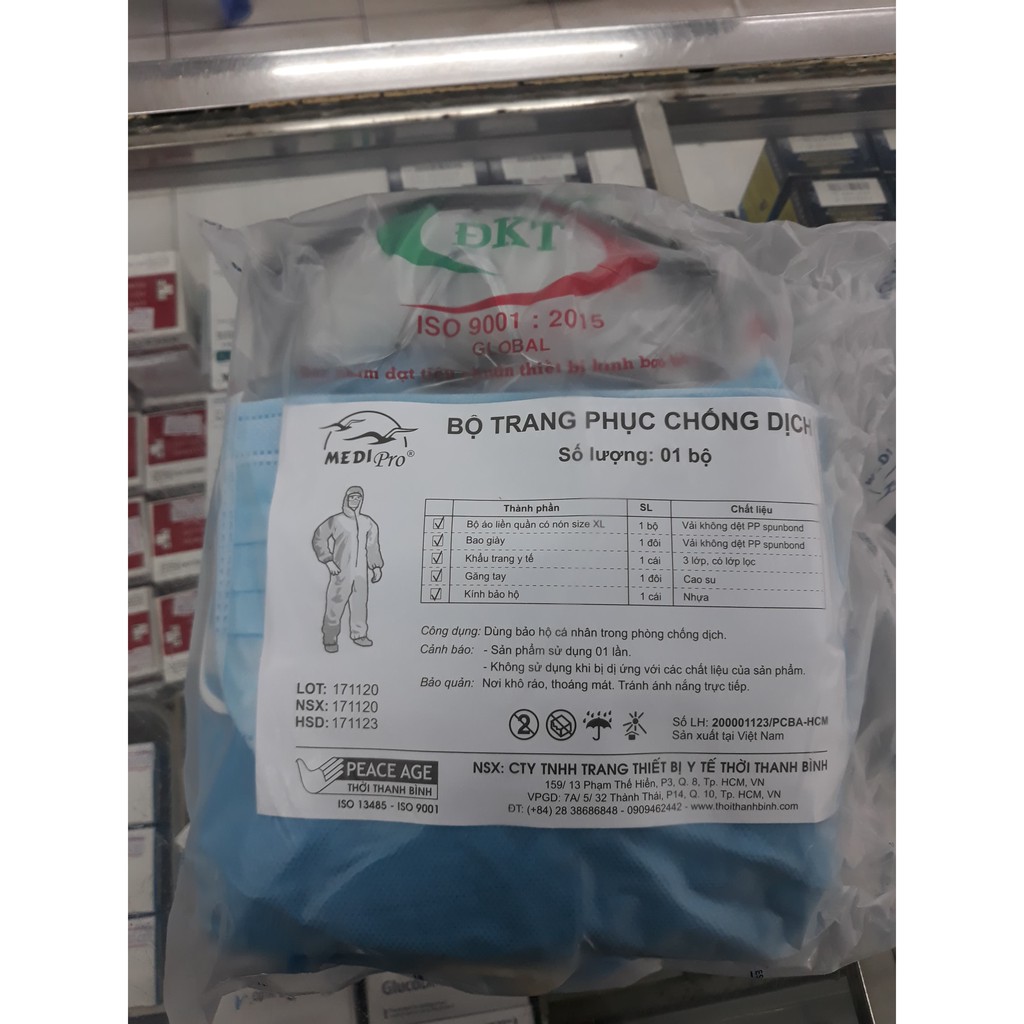 ĐKT
ISO 9001 : 2015
GLOBAL
MEDI Pro®
BỘ TRANG PHỤC CHỐNG DỊCH
Số lượng: 01 bộ
Thành phần SL Chất liệu
Bộ áo liền quần có nón size XL 1 bộ Vải không dệt PP spunbond
Bao giày 1 đôi Vải không dệt PP spunbond
Khẩu trang y tế 1 cái 3 lớp, có lớp lọc
Găng tay 1 đôi Cao su
Kính bảo hộ 1 cái Nhựa
Công dụng: Dùng bảo hộ cá nhân trong phòng chống dịch.
Cảnh báo: - Sản phẩm sử dụng 01 lần.
- Không sử dụng khi bị dị ứng với các chất liệu của sản phẩm.
Bảo quản: Nơi khô ráo, thoáng mát. Tránh ánh nắng trực tiếp.
LOT: 171120
NSX: 171120
HSD: 171123
2
Số LH: 200001123/PCBA-HCM
Sản xuất tại Việt Nam
PEACE AGE
THỜI THANH BÌNH
ISO 13485 - ISO 9001
NSX: CTY TNHH TRANG THIẾT BỊ Y TẾ THỜI THANH BÌNH
159/ 13 Phạm Thế Hiển, P3, Q. 8, Tp. HCM, VN
VPGD: 7A/ 5/ 32 Thành Thái, P14, Q. 10, Tp. HCM, VN
ĐT: (+84) 28 38686848 - 0909462442 - www.thoithanhbinh.com